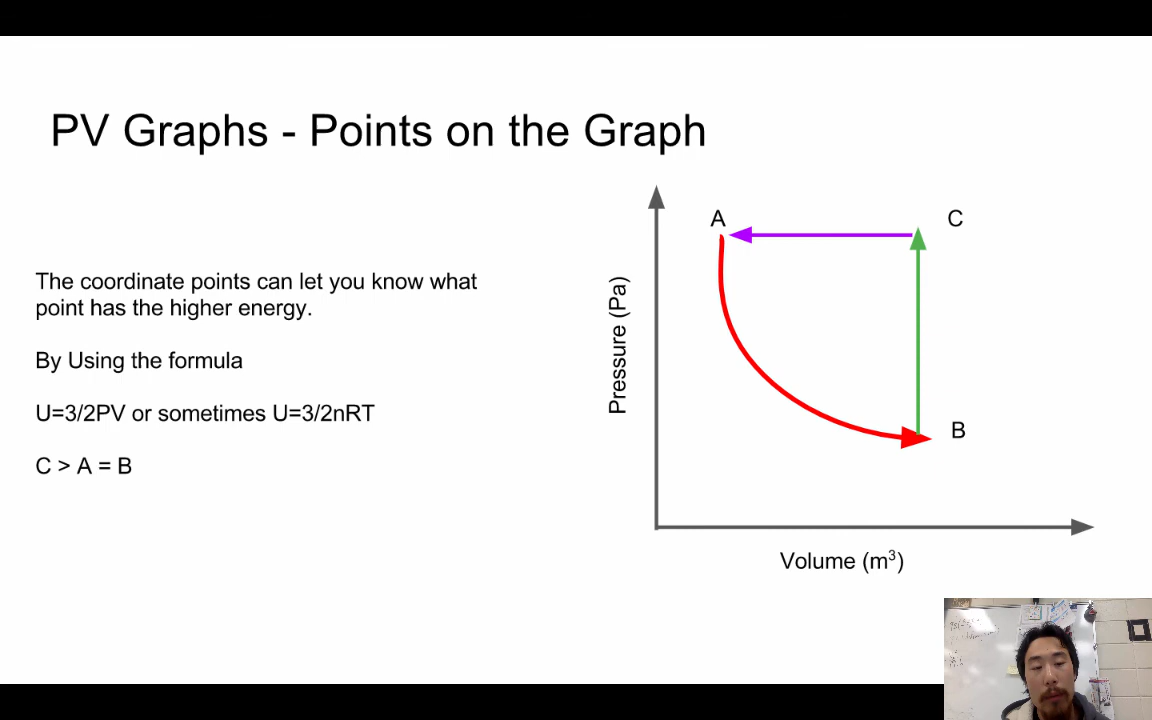 PV Graphs - Points on the Graph
The coordinate points can let you know what
point has the higher energy.
By Using the formula
U=3/2PV or sometimes U=3/2nRT
C > A = B
A
C
B
Pressure (Pa)
Volume (m³)